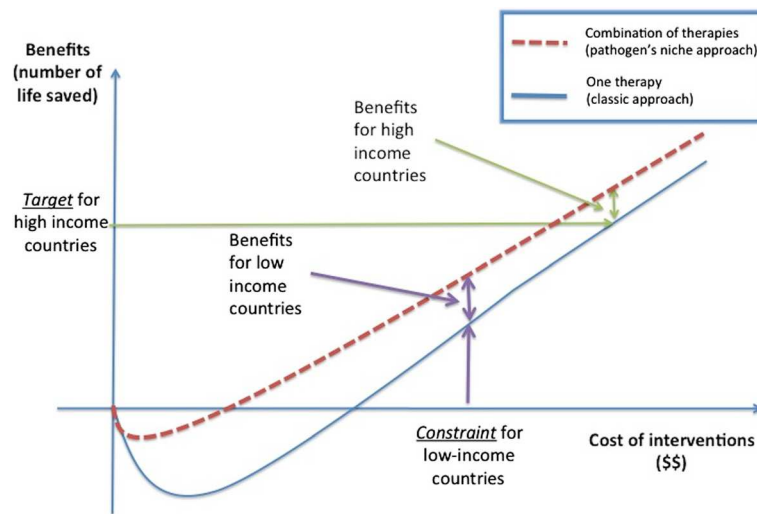 Benefits
(number of
life saved)
Combination of therapies
(pathogen's niche approach)
One therapy
(classic approach)
Benefits
for high
income
countries
Target for
high income
countries
Benefits
for low
income
countries
Constraint for
low-income
countries
Cost of interventions
($$)